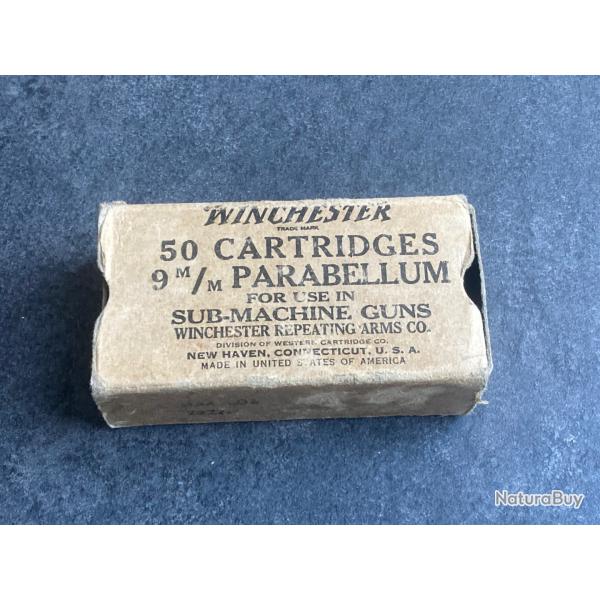 WINCHESTER
TRADE MARK
50 CARTRIDGES
9 M/M PARABELLUM
FOR USE IN
SUB-MACHINE GUNS
WINCHESTER REPEATING ARMS CO.
DIVISION OF WESTERN CARTRIDGE CO.
NEW HAVEN, CONNECTICUT, U. S. A.
MADE IN UNITED STATES OF AMERICA
NaturaBuy